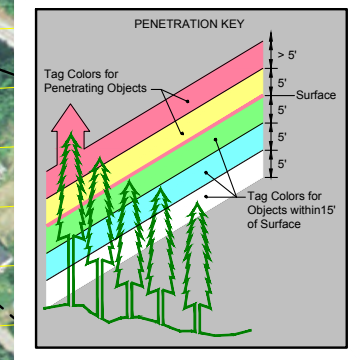 PENETRATION KEY
> 5'
Tag Colors for
Penetrating Objects
5'
Surface
5'
5'
5'
Tag Colors for
Objects within15'
of Surface